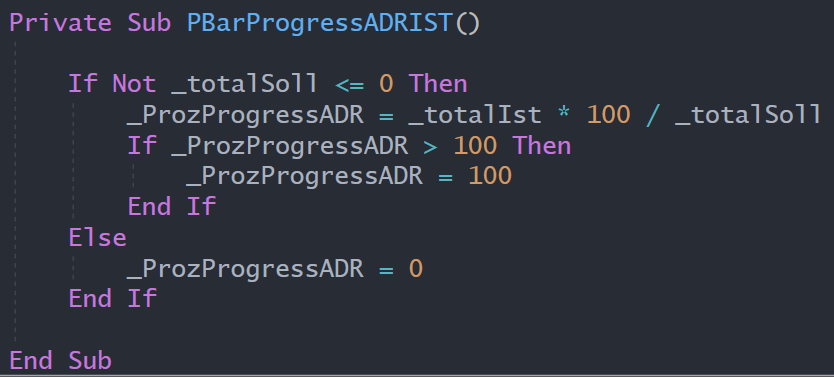 Private Sub PBarProgressADRIST()
If Not _totalSoll <= 0 Then
_ProzProgressADR = _totalIst * 100 / _totalSoll
If _ProzProgressADR > 100 Then
_ProzProgressADR = 100
End If
Else
_ProzProgressADR = 0
End If
End Sub